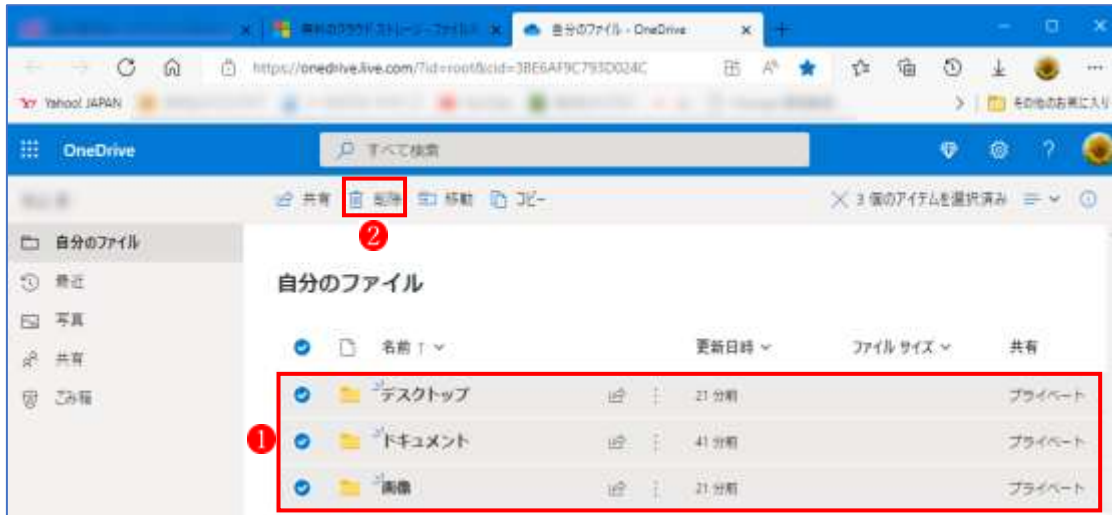 自分のファイル - OneDrive
https://onedrive.live.com/?id=root&cid=3BE6AF9C793D024C
Yahoo! JAPAN
その他のお気に入り
OneDrive
すべて検索
共有 削除 移動 コピー
3 個のアイテムを選択済み
2
自分のファイル
最近
写真
共有
ごみ箱
自分のファイル
名前 ↑ 更新日時 ファイル サイズ 共有
デスクトップ 21 分前 プライベート
1 ドキュメント 41 分前 プライベート
画像 21 分前 プライベート